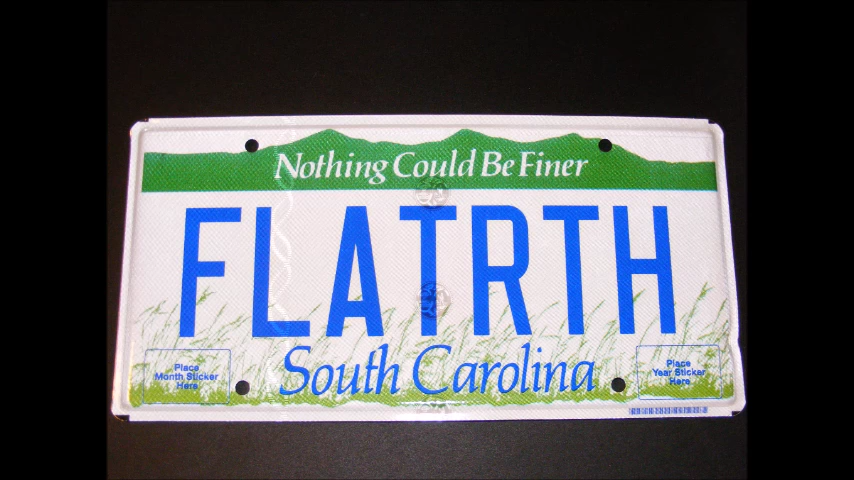 Nothing Could Be Finer
FLATRTH
South Carolina
Place
Month Sticker
Here
Place
Year Sticker
Here